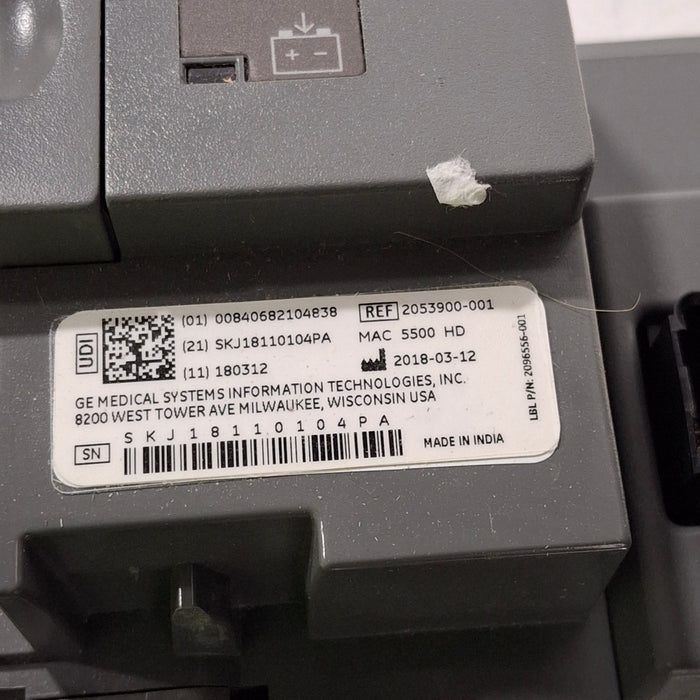 UDI
(01) 00840682104838
(21) SKJ18110104PA
(11) 180312
REF 2053900-001
MAC 5500 HD
2018-03-12
GE MEDICAL SYSTEMS INFORMATION TECHNOLOGIES, INC.
8200 WEST TOWER AVE MILWAUKEE, WISCONSIN USA
SN
SKJ18110104PA
MADE IN INDIA
LBL P/N: 2096556-001